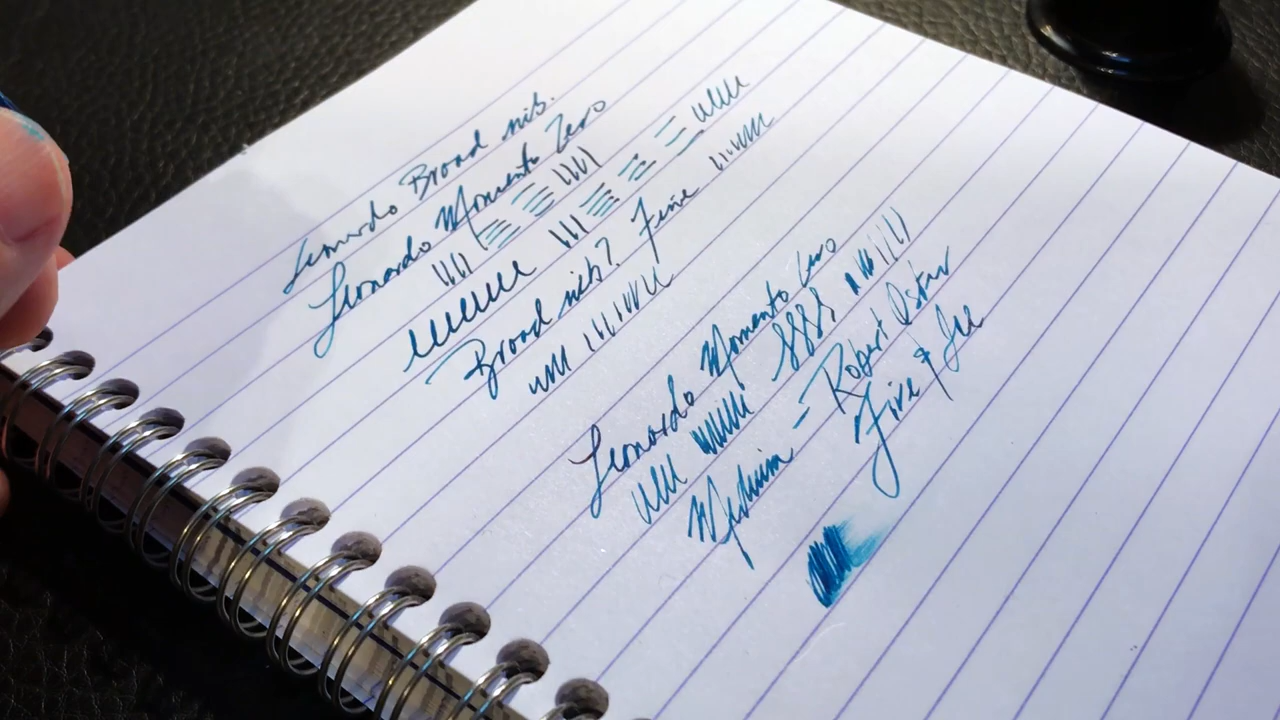 Leonardo Broad nib.
Leonardo Momento Zero
Broad nib? Fine
Leonardo Momento Zero
Medium - Robert Oster
Fire & Ice